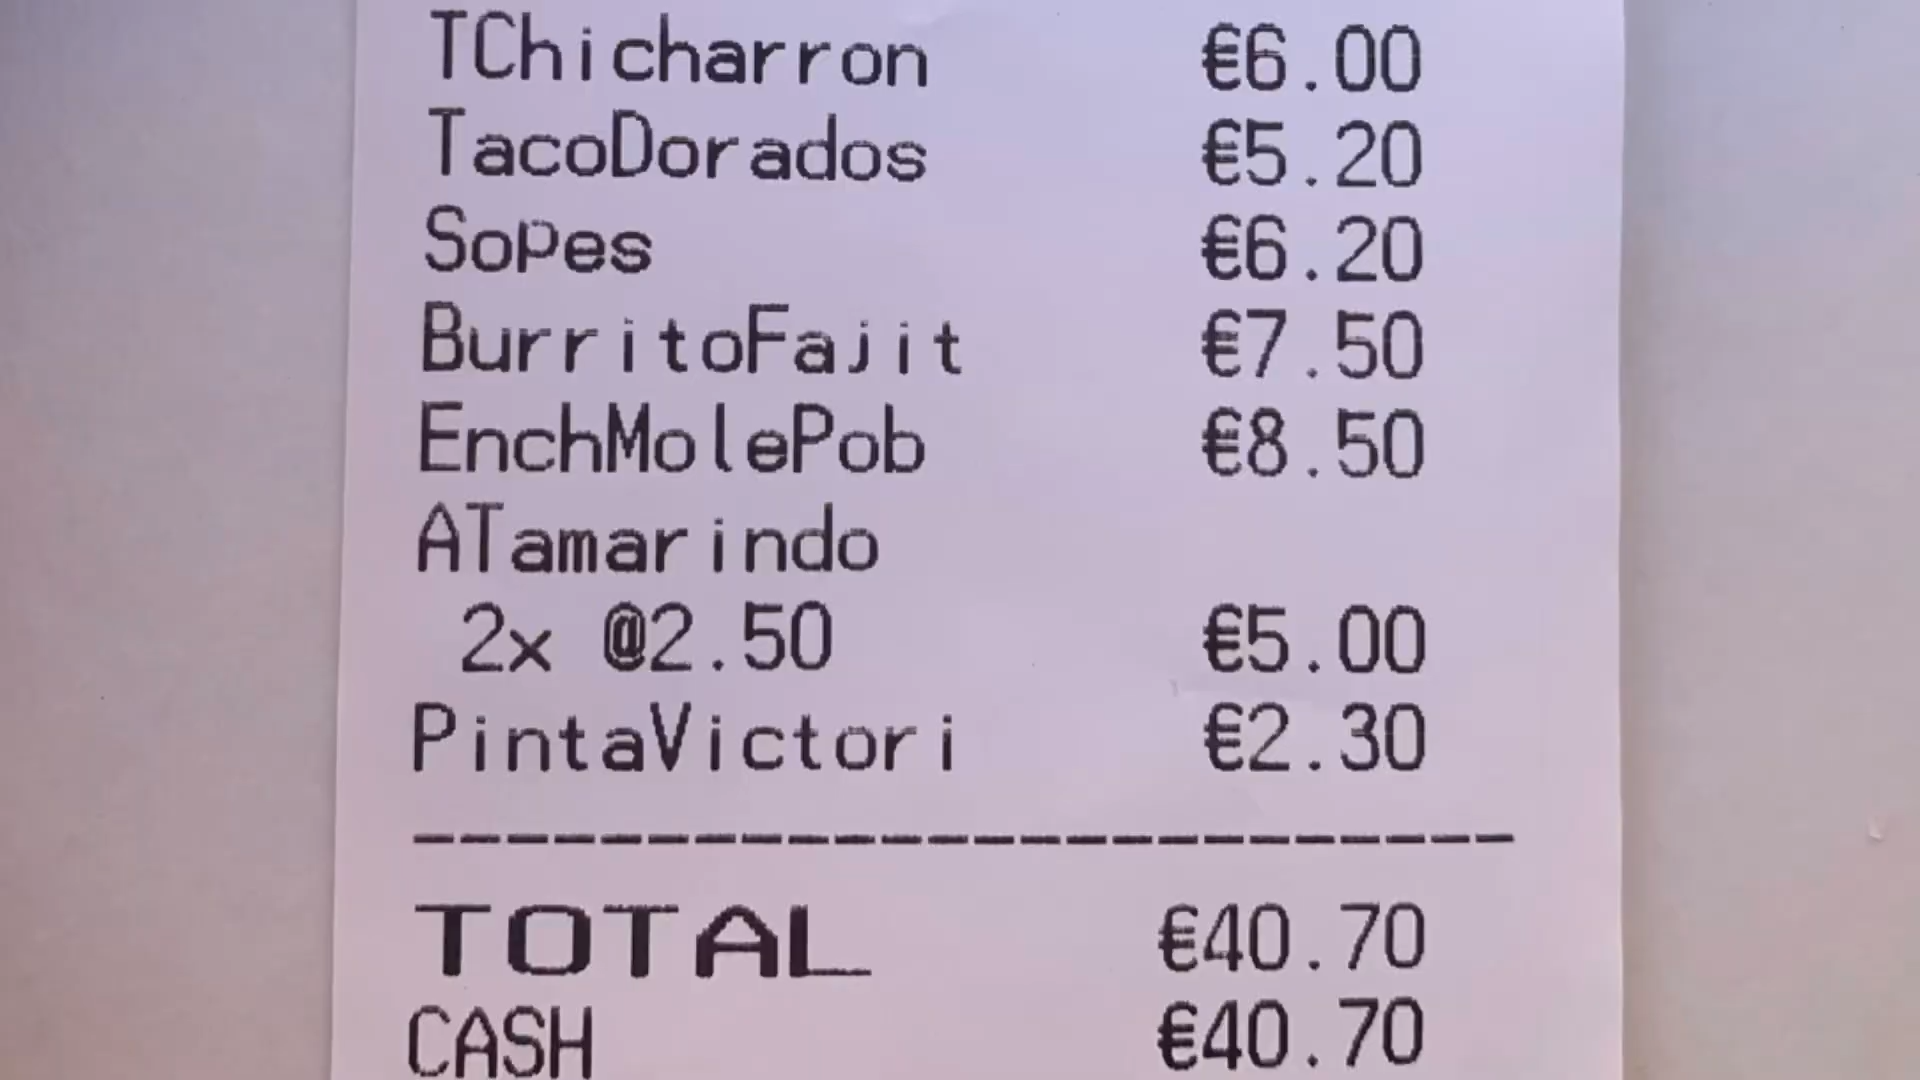 TChicharron €6.00
TacoDorados €5.20
Sopes €6.20
BurritoFajit €7.50
EnchMolePob €8.50
ATamarindo
2x @2.50 €5.00
PintaVictori €2.30
------------------------
TOTAL €40.70
CASH €40.70